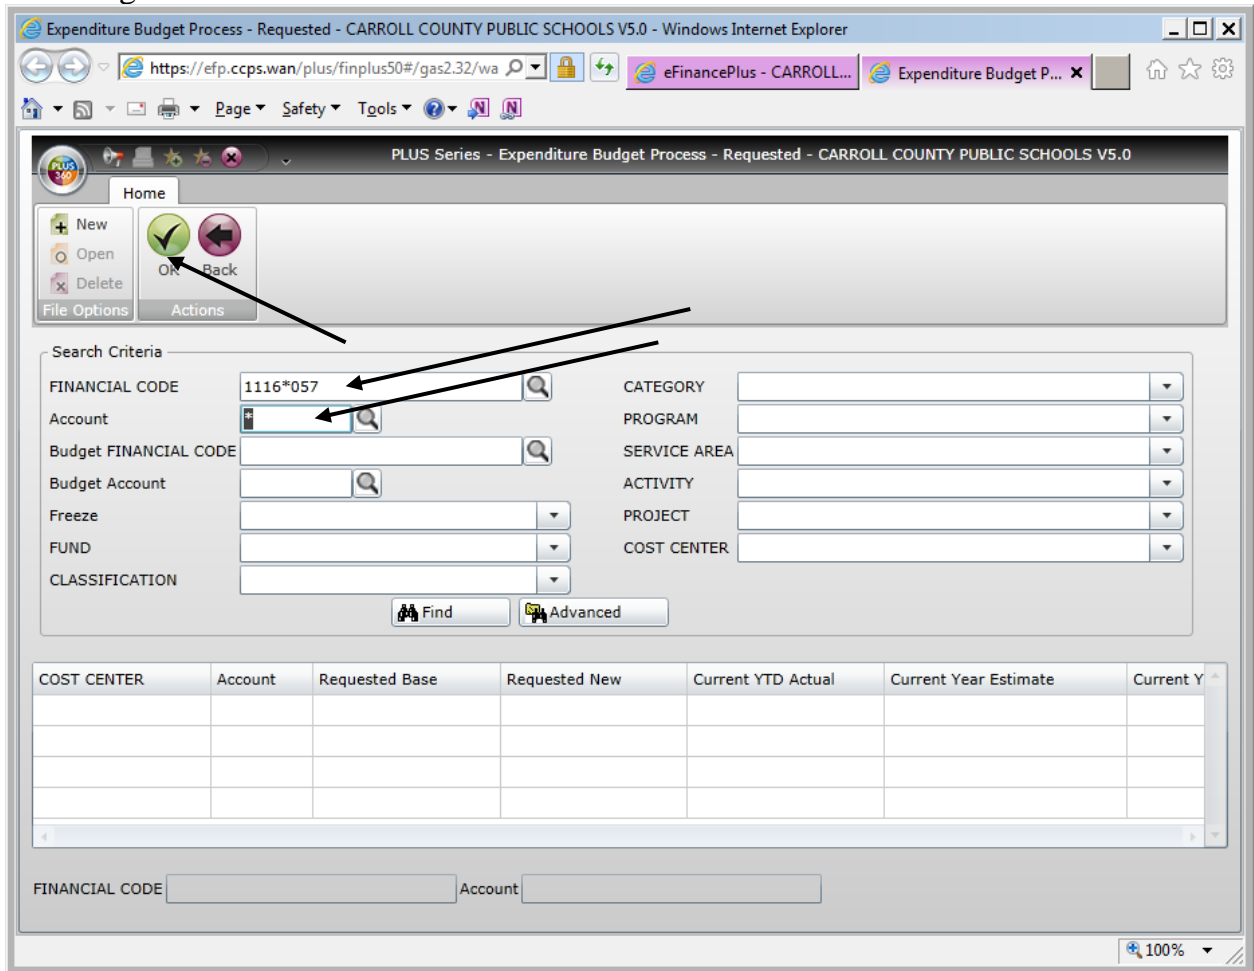 Expenditure Budget Process - Requested - CARROLL COUNTY PUBLIC SCHOOLS V5.0 - Windows Internet Explorer
https://efp.ccps.wan/plus/finplus50#/gas2.32/wa
eFinancePlus - CARROLL...
Expenditure Budget P...
Page Safety Tools
PLUS 360
PLUS Series - Expenditure Budget Process - Requested - CARROLL COUNTY PUBLIC SCHOOLS V5.0
Home
New
Open
Delete
File Options
OK Back
Actions
Search Criteria
FINANCIAL CODE 1116*057 CATEGORY
Account * PROGRAM
Budget FINANCIAL CODE SERVICE AREA
Budget Account ACTIVITY
Freeze PROJECT
FUND COST CENTER
CLASSIFICATION
Find Advanced
COST CENTER Account Requested Base Requested New Current YTD Actual Current Year Estimate Current Y
FINANCIAL CODE Account
100%